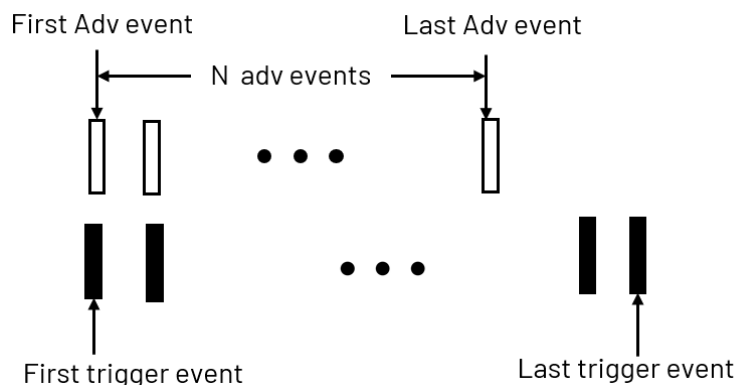 First Adv event
Last Adv event
N adv events
First trigger event
Last trigger event